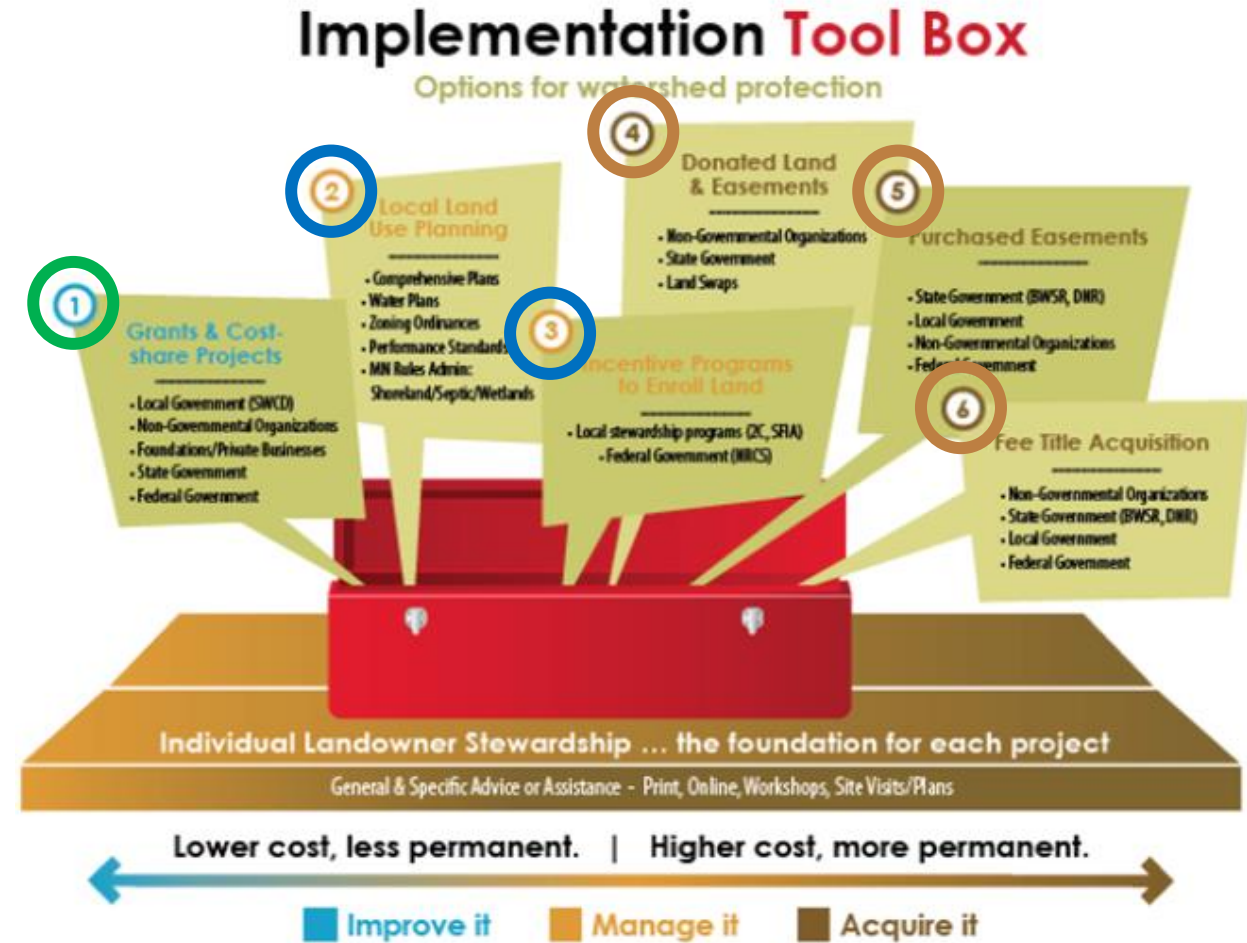 Implementation Tool Box
Options for watershed protection
1
Grants & Cost-
share Projects
• Local Government (SWCD)
• Non-Governmental Organizations
• Foundations/Private Businesses
• State Government
• Federal Government
2
Local Land
Use Planning
• Comprehensive Plans
• Water Plans
• Zoning Ordinances
• Performance Standards
• MN Rules Admin:
Shoreland/Septic/Wetlands
3
Incentive Programs
to Enroll Land
• Local stewardship programs (2C, SFIA)
• Federal Government (NRCS)
4
Donated Land
& Easements
• Non-Governmental Organizations
• State Government
• Land Swaps
5
Purchased Easements
• State Government (BWSR, DNR)
• Local Government
• Non-Governmental Organizations
• Federal Government
6
Fee Title Acquisition
• Non-Governmental Organizations
• State Government (BWSR, DNR)
• Local Government
• Federal Government
Individual Landowner Stewardship ... the foundation for each project
General & Specific Advice or Assistance - Print, Online, Workshops, Site Visits/Plans
Lower cost, less permanent. | Higher cost, more permanent.
Improve it Manage it Acquire it